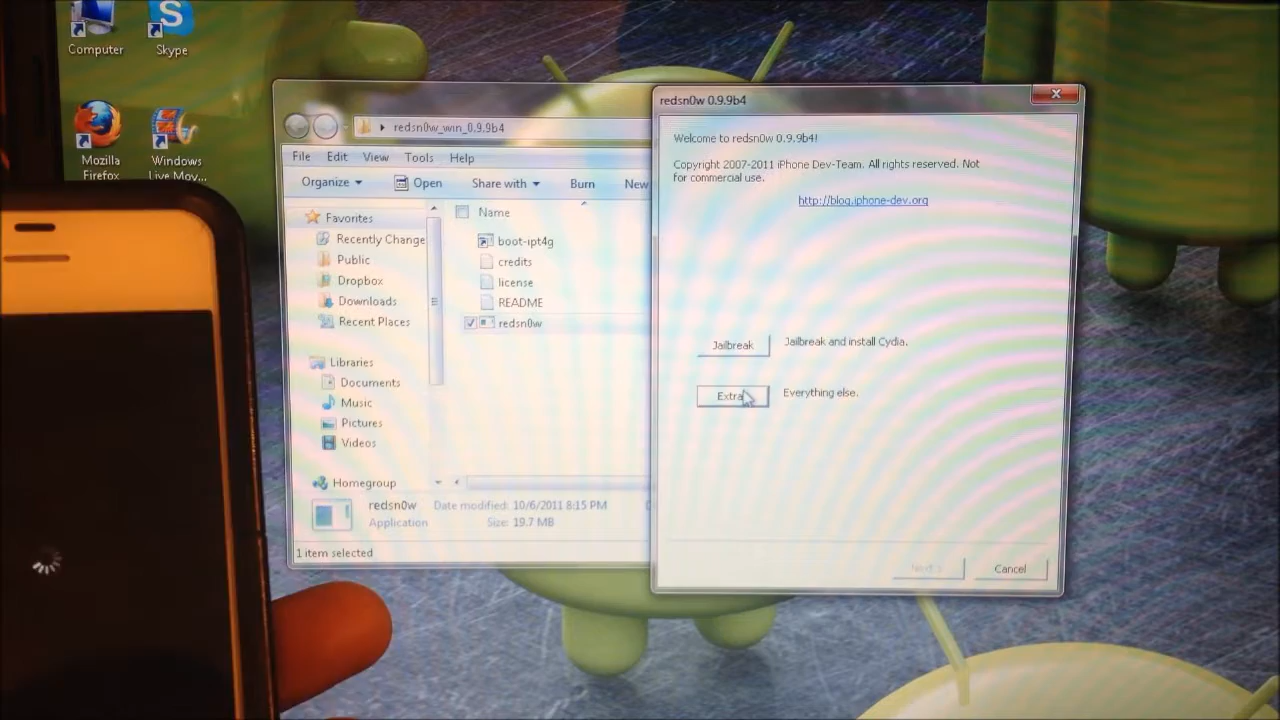 Computer
Skype
Mozilla
Firefox
Windows
Live Mov...
redsn0w_win_0.9.9b4
File Edit View Tools Help
Organize Open Share with Burn New
Favorites
Recently Change
Public
Dropbox
Downloads
Recent Places
Libraries
Documents
Music
Pictures
Videos
Homegroup
Name
boot-ipt4g
credits
license
README
redsn0w
redsn0w Date modified: 10/6/2011 8:15 PM
Application Size: 19.7 MB
1 item selected
redsn0w 0.9.9b4
Welcome to redsn0w 0.9.9b4!
Copyright 2007-2011 iPhone Dev-Team. All rights reserved. Not
for commercial use.
http://blog.iphone-dev.org
Jailbreak Jailbreak and install Cydia.
Extra Everything else.
Next > Cancel